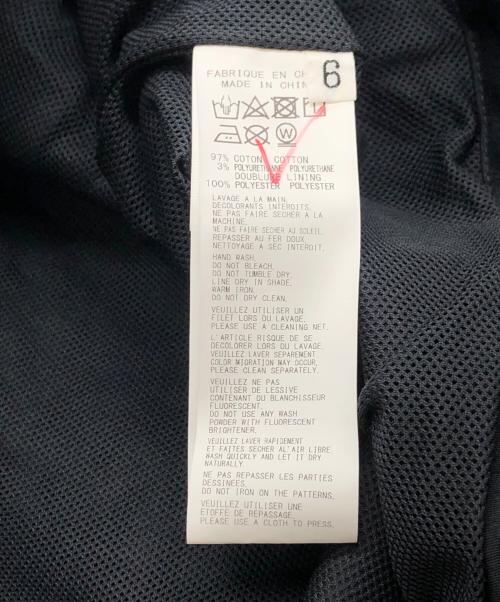 FABRIQUE EN CH
MADE IN CHIN
6
W
97% COTON COTTON
3% POLYURETHANNE POLYURETHANE
DOUBLURE LINING
100% POLYESTER POLYESTER
LAVAGE A LA MAIN.
DECOLORANTS INTERDITS.
NE PAS FAIRE SECHER A LA
MACHINE.
NE PAS FAIRE SECHER AU SOLEIL.
REPASSER AU FER DOUX.
NETTOYAGE A SEC INTERDIT.
HAND WASH.
DO NOT BLEACH.
DO NOT TUMBLE DRY.
LINE DRY IN SHADE.
WARM IRON.
DO NOT DRY CLEAN.
VEUILLEZ UTILISER UN
FILET LORS DU LAVAGE.
PLEASE USE A CLEANING NET.
L'ARTICLE RISQUE DE SE
DECOLORER LORS DU LAVAGE.
VEUILLEZ LAVER SEPAREMENT
COLOR MIGRATION MAY OCCUR,
PLEASE CLEAN SEPARATELY.
VEUILLEZ NE PAS
UTILISER DE LESSIVE
CONTENANT DU BLANCHISSEUR
FLUORESCENT.
DO NOT USE ANY WASH
POWDER WITH FLUORESCENT
BRIGHTENER.
VEUILLEZ LAVER RAPIDEMENT
ET FAITES SECHER AL'AIR LIBRE.
WASH QUICKLY AND LET IT DRY
NATURALLY.
NE PAS REPASSER LES PARTIES
DESSINEES.
DO NOT IRON ON THE PATTERNS.
VEUILLEZ UTILISER UNE
ETOFFE DE REPASSAGE.
PLEASE USE A CLOTH TO PRESS.